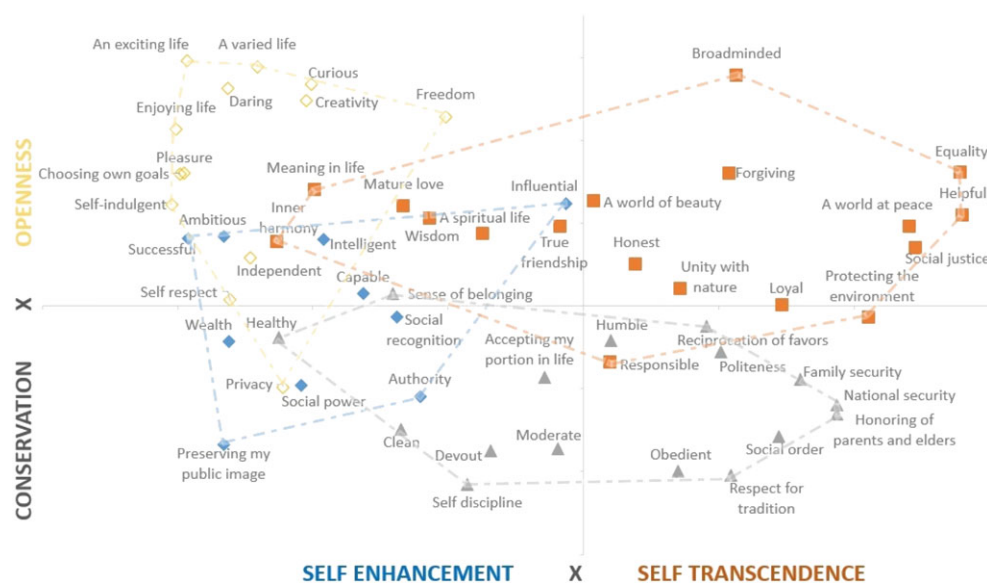 Broadminded
An exciting life
A varied life
Curious
Daring
Creativity
Freedom
Enjoying life
Equality
Pleasure
Choosing own goals
Meaning in life
Forgiving
Mature love
Influential
Helpful
Self-indulgent
Inner
harmony
A world of beauty
A world at peace
Ambitious
A spiritual life
Successful
Intelligent
Wisdom
True
friendship
Honest
Social justice
Independent
Unity with
nature
Protecting the
environment
Capable
Loyal
Self respect
Sense of belonging
Wealth
Healthy
Social
recognition
Accepting my
portion in life
Humble
Reciprocation of favors
Responsible
Politeness
Family security
Privacy
Social power
Authority
National security
Honoring of
parents and elders
Clean
Moderate
Preserving my
public image
Devout
Social order
Obedient
Self discipline
Respect for
tradition
OPENNESS
X
CONSERVATION
SELF ENHANCEMENT X SELF TRANSCENDENCE